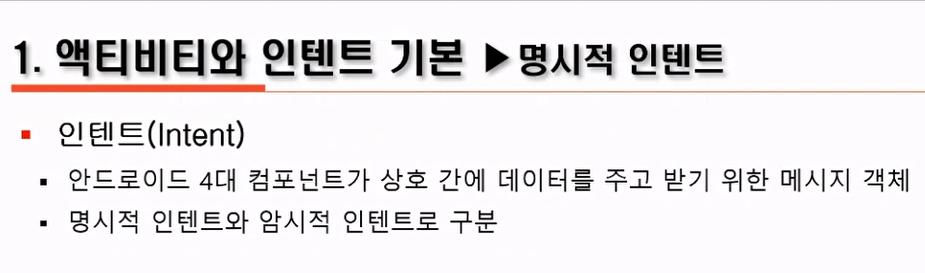 1. 액티비티와 인텐트 기본 ▶명시적 인텐트
▪ 인텐트(Intent)
▪ 안드로이드 4대 컴포넌트가 상호 간에 데이터를 주고 받기 위한 메시지 객체
▪ 명시적 인텐트와 암시적 인텐트로 구분